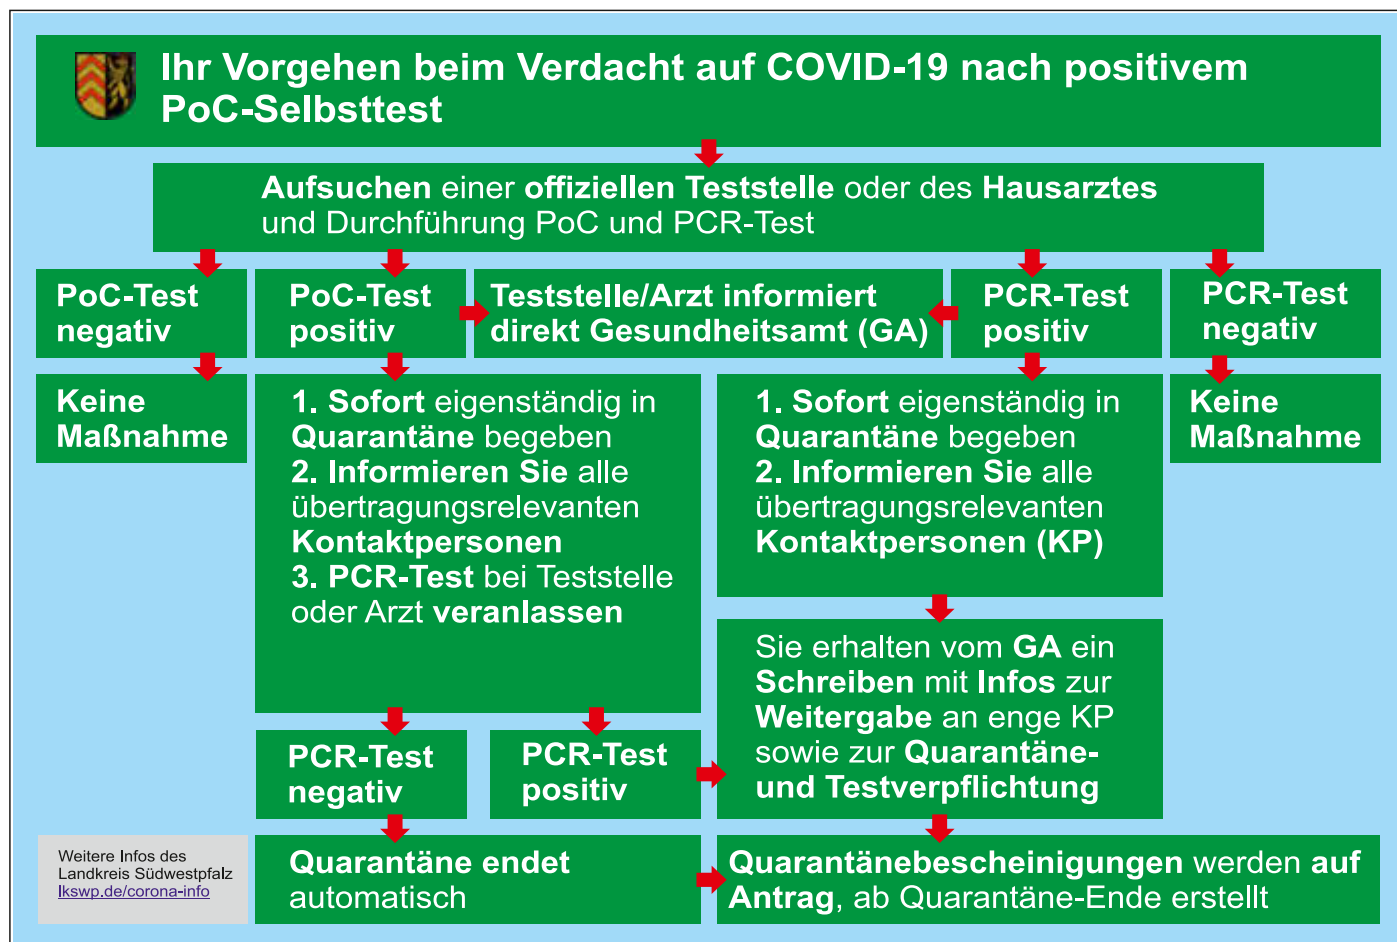 Ihr Vorgehen beim Verdacht auf COVID-19 nach positivem
PoC-Selbsttest
Aufsuchen einer offiziellen Teststelle oder des Hausarztes
und Durchführung PoC und PCR-Test
PoC-Test
negativ
PoC-Test
positiv
Teststelle/Arzt informiert
direkt Gesundheitsamt (GA)
PCR-Test
positiv
PCR-Test
negativ
Keine
Maßnahme
1. Sofort eigenständig in
Quarantäne begeben
2. Informieren Sie alle
übertragungsrelevanten
Kontaktpersonen
3. PCR-Test bei Teststelle
oder Arzt veranlassen
1. Sofort eigenständig in
Quarantäne begeben
2. Informieren Sie alle
übertragungsrelevanten
Kontaktpersonen (KP)
Keine
Maßnahme
Sie erhalten vom GA ein
Schreiben mit Infos zur
Weitergabe an enge KP
sowie zur Quarantäne-
und Testverpflichtung
PCR-Test
negativ
PCR-Test
positiv
Weitere Infos des
Landkreis Südwestpfalz
lkswp.de/corona-info
Quarantäne endet
automatisch
Quarantänebescheinigungen werden auf
Antrag, ab Quarantäne-Ende erstellt